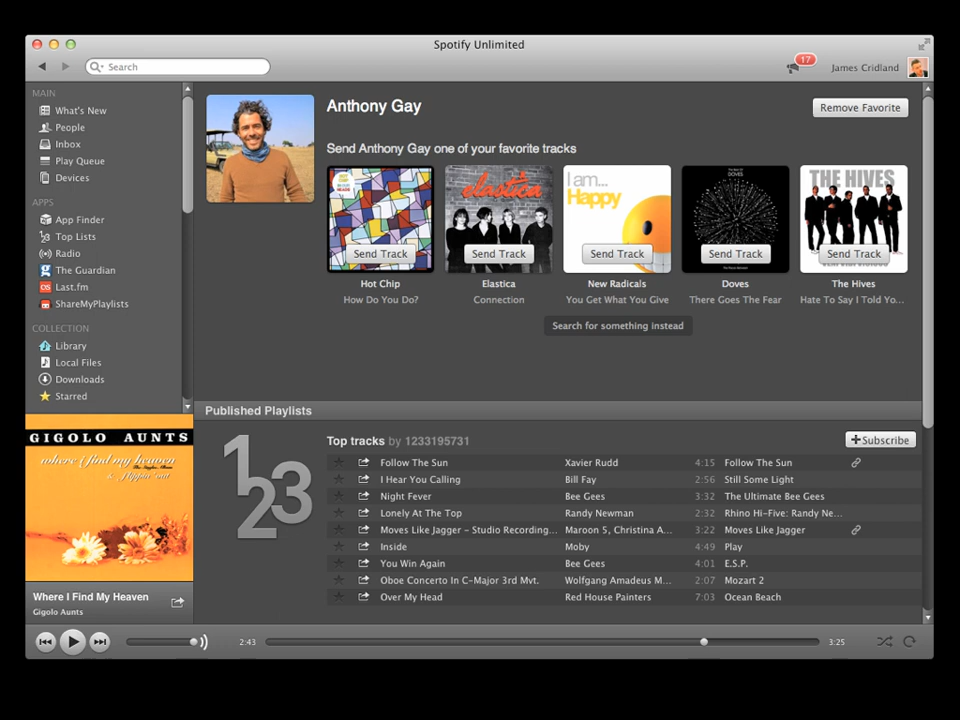 Spotify Unlimited
Search
17
James Cridland
MAIN
What's New
People
Inbox
Play Queue
Devices
APPS
App Finder
Top Lists
Radio
The Guardian
Last.fm
ShareMyPlaylists
COLLECTION
Library
Local Files
Downloads
Starred
GIGOLO AUNTS
where i find my heaven
Where I Find My Heaven
Gigolo Aunts
Anthony Gay
Remove Favorite
Send Anthony Gay one of your favorite tracks
HEADS
elastica
I am...
Happy
DOVES
THE HIVES
Send Track Send Track Send Track Send Track Send Track
Hot Chip Elastica New Radicals Doves The Hives
How Do You Do? Connection You Get What You Give There Goes The Fear Hate To Say I Told Yo...
Search for something instead
Published Playlists
123
Top tracks by 1233195731
+Subscribe
Follow The Sun Xavier Rudd 4:15 Follow The Sun
I Hear You Calling Bill Fay 2:56 Still Some Light
Night Fever Bee Gees 3:32 The Ultimate Bee Gees
Lonely At The Top Randy Newman 2:32 Rhino Hi-Five: Randy Ne...
Moves Like Jagger – Studio Recording... Maroon 5, Christina A... 3:22 Moves Like Jagger
Inside Moby 4:49 Play
You Win Again Bee Gees 4:01 E.S.P.
Oboe Concerto In C-Major 3rd Mvt. Wolfgang Amadeus M... 2:07 Mozart 2
Over My Head Red House Painters 7:03 Ocean Beach
2:43
3:25